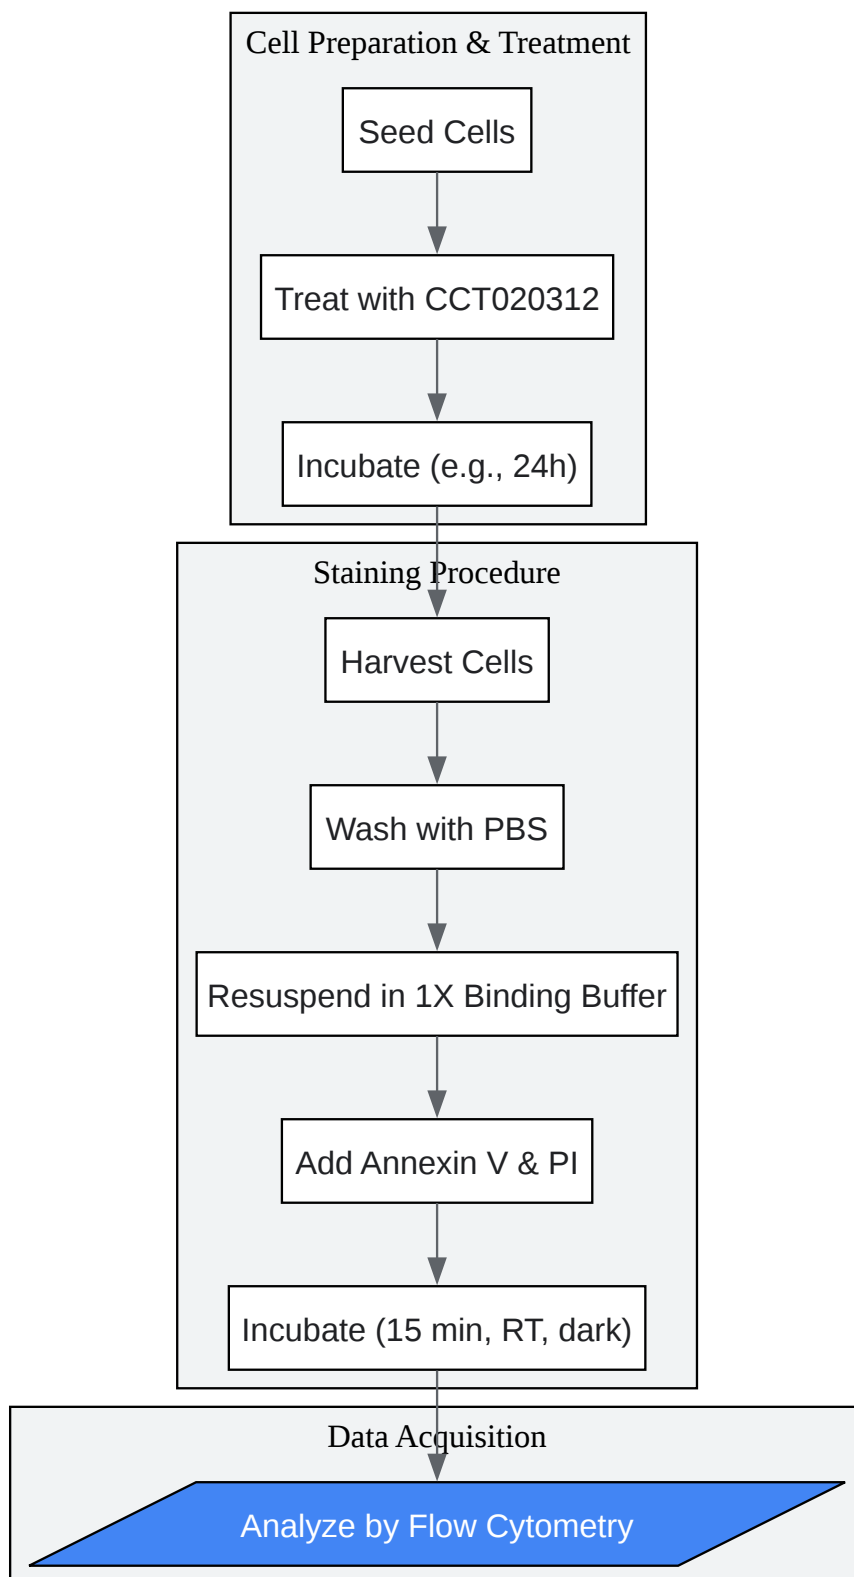 Cell Preparation & Treatment
Seed Cells
Treat with CCT020312
Incubate (e.g., 24h)
Staining Procedure
Harvest Cells
Wash with PBS
Resuspend in 1X Binding Buffer
Add Annexin V & PI
Incubate (15 min, RT, dark)
Data Acquisition
Analyze by Flow Cytometry